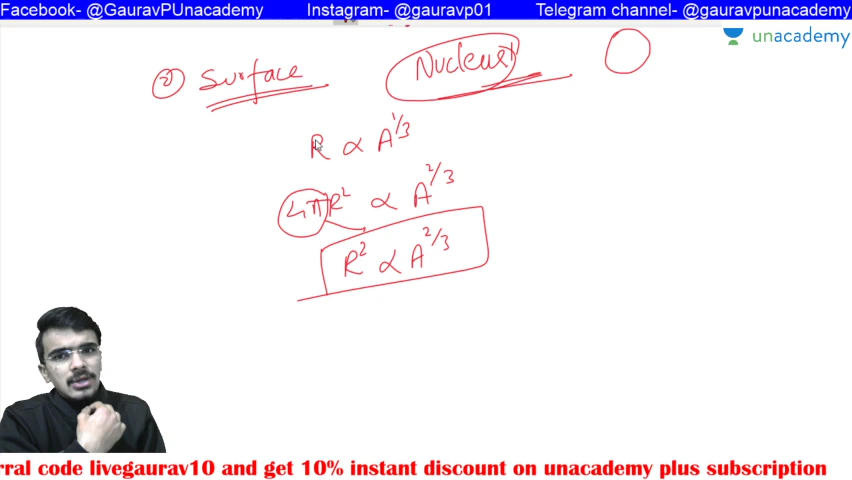 Facebook- @GauravPUnacademy Instagram- @gauravp01 Telegram channel- @gauravpunacademy
unacademy
② Surface Nucleus
R ∝ A^1/3
4πR² ∝ A^2/3
R² ∝ A^2/3
rral code livegaurav10 and get 10% instant discount on unacademy plus subscription